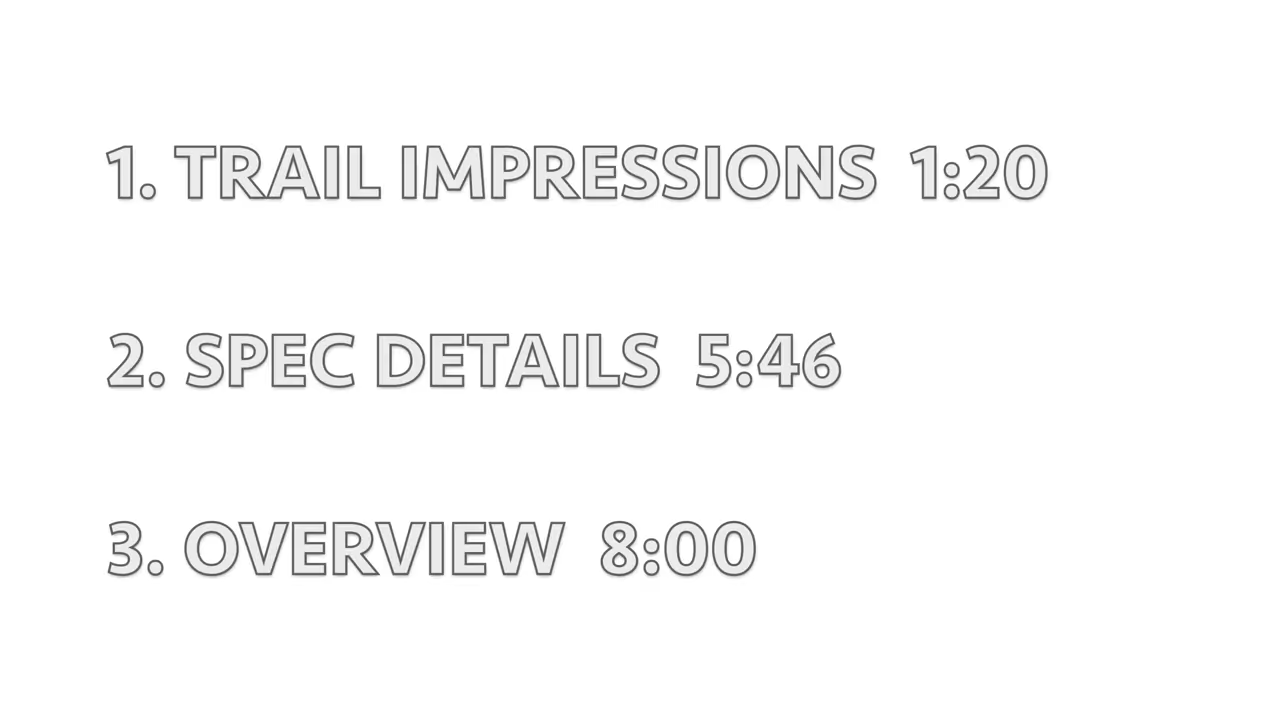 1. TRAIL IMPRESSIONS 1:20
2. SPEC DETAILS 5:46
3. OVERVIEW 8:00